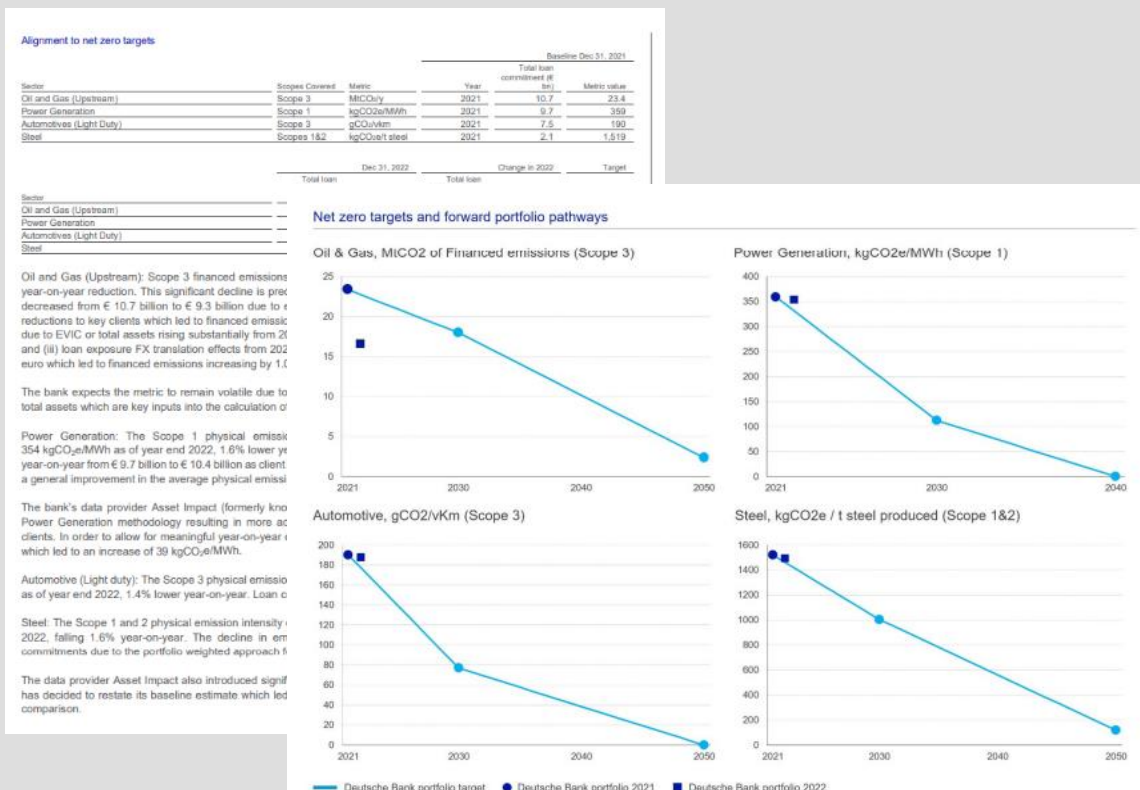 Alignment to net zero targets
Baseline Dec 31, 2021
Total loan
commitment (€
Sector Scopes Covered Metric Year bn) Metric value
Oil and Gas (Upstream) Scope 3 MtCO₂/y 2021 10.7 23.4
Power Generation Scope 1 kgCO2e/MWh 2021 9.7 359
Automotives (Light Duty) Scope 3 gCO₂/vkm 2021 7.5 190
Steel Scopes 1&2 kgCO₂e/t steel 2021 2.1 1,519
Dec 31, 2022 Change in 2022 Target
Total loan Total loan
Sector
Oil and Gas (Upstream)
Power Generation
Automotives (Light Duty)
Steel
Oil and Gas (Upstream): Scope 3 financed emissions
year-on-year reduction. This significant decline is
decreased from € 10.7 billion to € 9.3 billion due to
reductions to key clients which led to financed
due to EVIC or total assets rising substantially from
and (iii) loan exposure FX translation effects from
euro which led to financed emissions increasing by
The bank expects the metric to remain volatile due to
total assets which are key inputs into the calculation
Power Generation: The Scope 1 physical
354 kgCO₂e/MWh as of year end 2022, 1.6% lower
year-on-year from € 9.7 billion to € 10.4 billion as client
a general improvement in the average physical
The bank's data provider Asset Impact (formerly
Power Generation methodology resulting in more
clients. In order to allow for meaningful year-on-year
which led to an increase of 39 kgCO₂e/MWh.
Automotive (Light duty): The Scope 3 physical
as of year end 2022, 1.4% lower year-on-year. Loan
Steel: The Scope 1 and 2 physical emission intensity
2022, falling 1.6% year-on-year. The decline in
commitments due to the portfolio weighted approach
The data provider Asset Impact also introduced
has decided to restate its baseline estimate which led
comparison.
Net zero targets and forward portfolio pathways
Oil & Gas, MtCO2 of Financed emissions (Scope 3)
25
20
15
10
5
0
2021 2030 2040 2050
Power Generation, kgCO2e/MWh (Scope 1)
400
350
300
250
200
150
100
50
0
2021 2030 2040
Automotive, gCO2/vKm (Scope 3)
200
180
160
140
120
100
80
60
40
20
0
2021 2030 2040 2050
Steel, kgCO2e / t steel produced (Scope 1&2)
1600
1400
1200
1000
800
600
400
200
0
2021 2030 2040 2050
Deutsche Bank portfolio target Deutsche Bank portfolio 2021 Deutsche Bank portfolio 2022